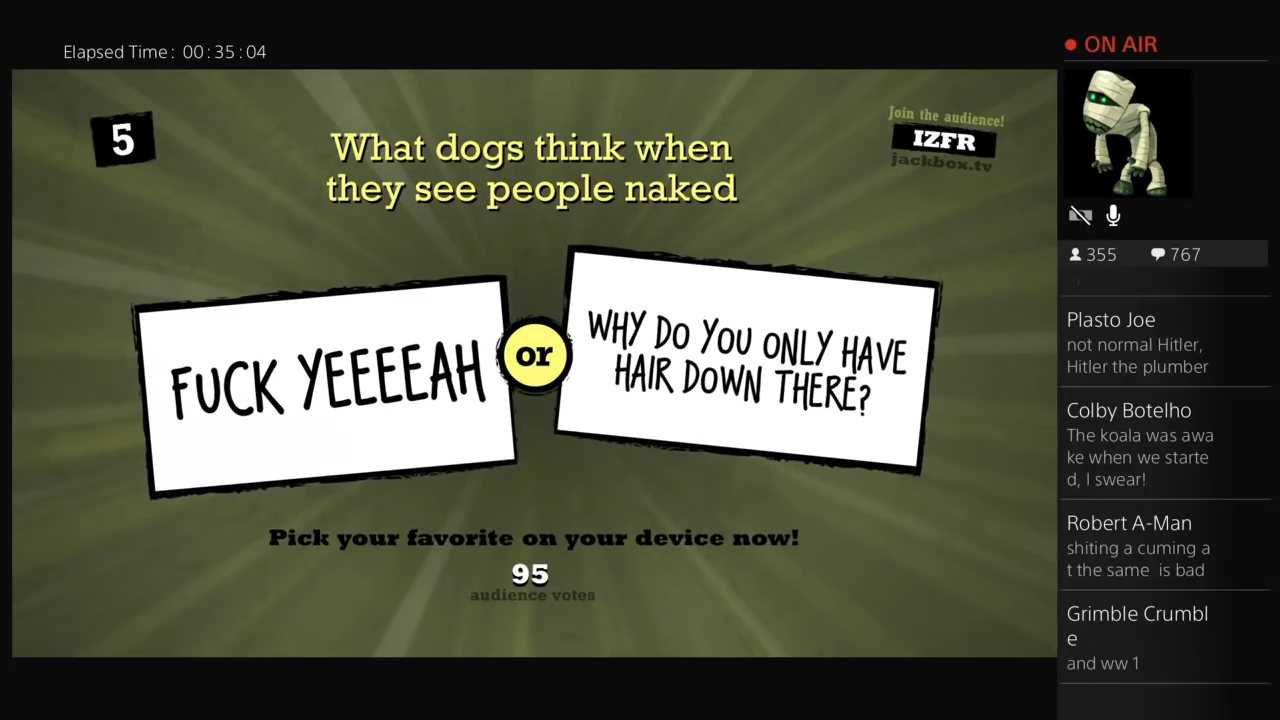 Elapsed Time: 00:35:04
ON AIR
5
What dogs think when
they see people naked
Join the audience!
IZFR
jackbox.tv
FUCK YEEEEAH
or
WHY DO YOU ONLY HAVE
HAIR DOWN THERE?
Pick your favorite on your device now!
95
audience votes
355 767
Plasto Joe
not normal Hitler,
Hitler the plumber
Colby Botelho
The koala was awa
ke when we starte
d, I swear!
Robert A-Man
shiting a cuming a
t the same is bad
Grimble Crumbl
e
and ww 1